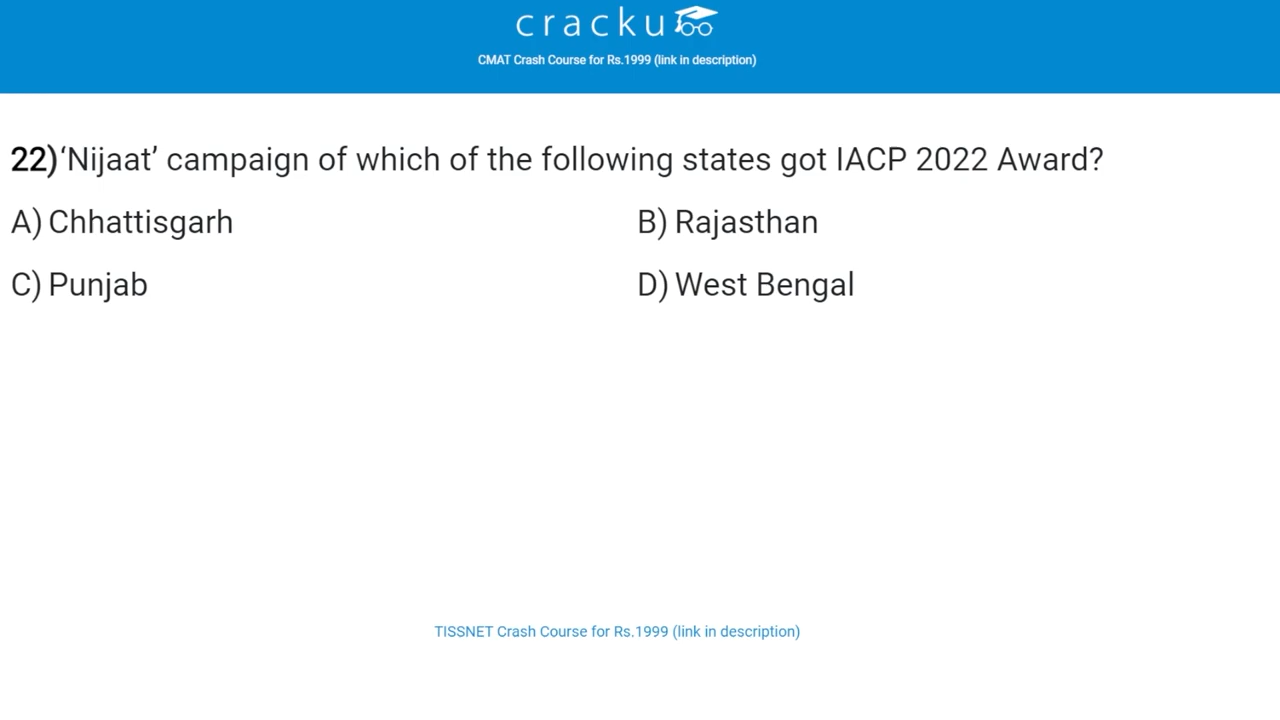 cracku
CMAT Crash Course for Rs.1999 (link in description)
22)‘Nijaat’ campaign of which of the following states got IACP 2022 Award?
A) Chhattisgarh B) Rajasthan
C) Punjab D) West Bengal
TISSNET Crash Course for Rs.1999 (link in description)